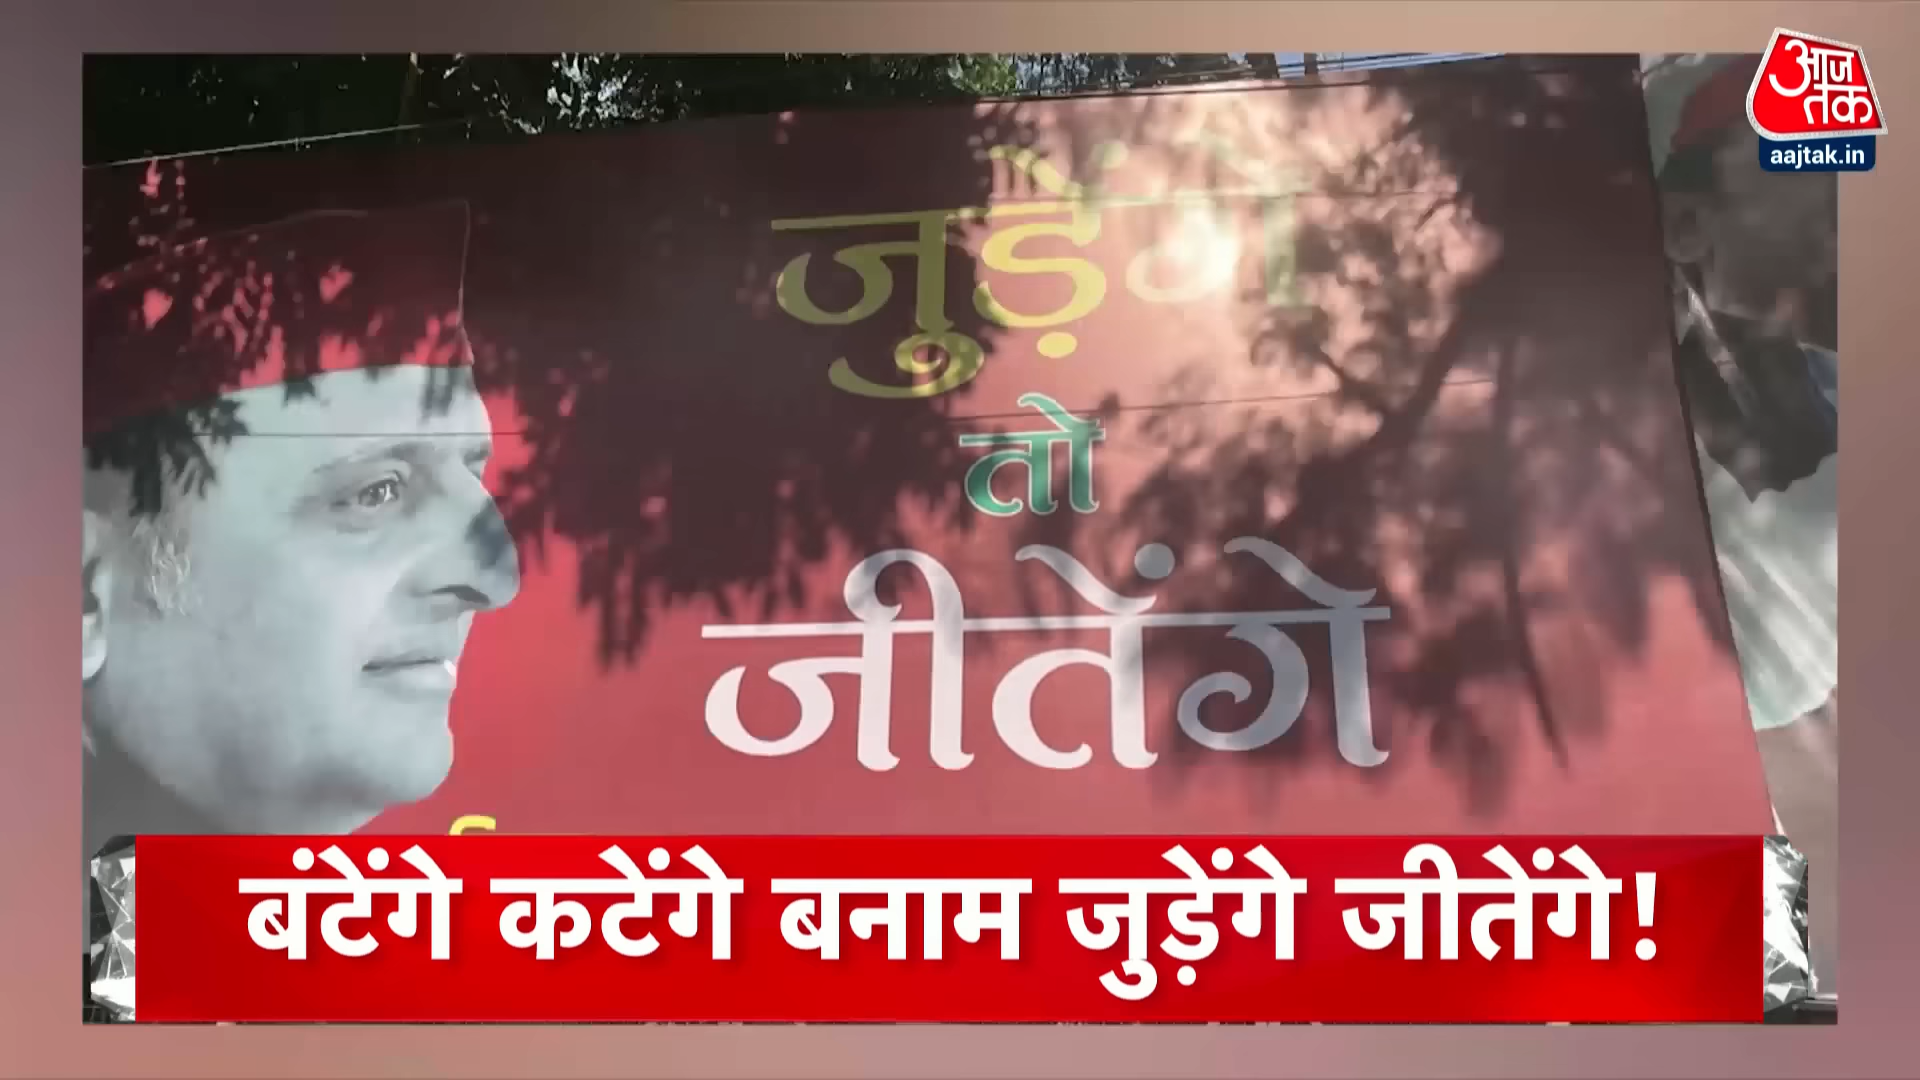 आज
तक
aajtak.in
जुड़ेंगे
तो
जीतेंगे
बंटेंगे कटेंगे बनाम जुड़ेंगे जीतेंगे!